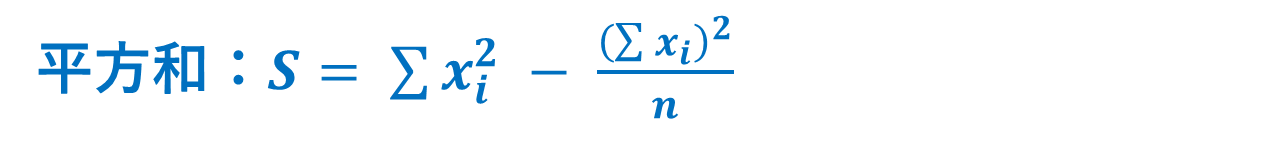 平方和：S = ∑ x_i^2 − (∑ x_i)^2 / n